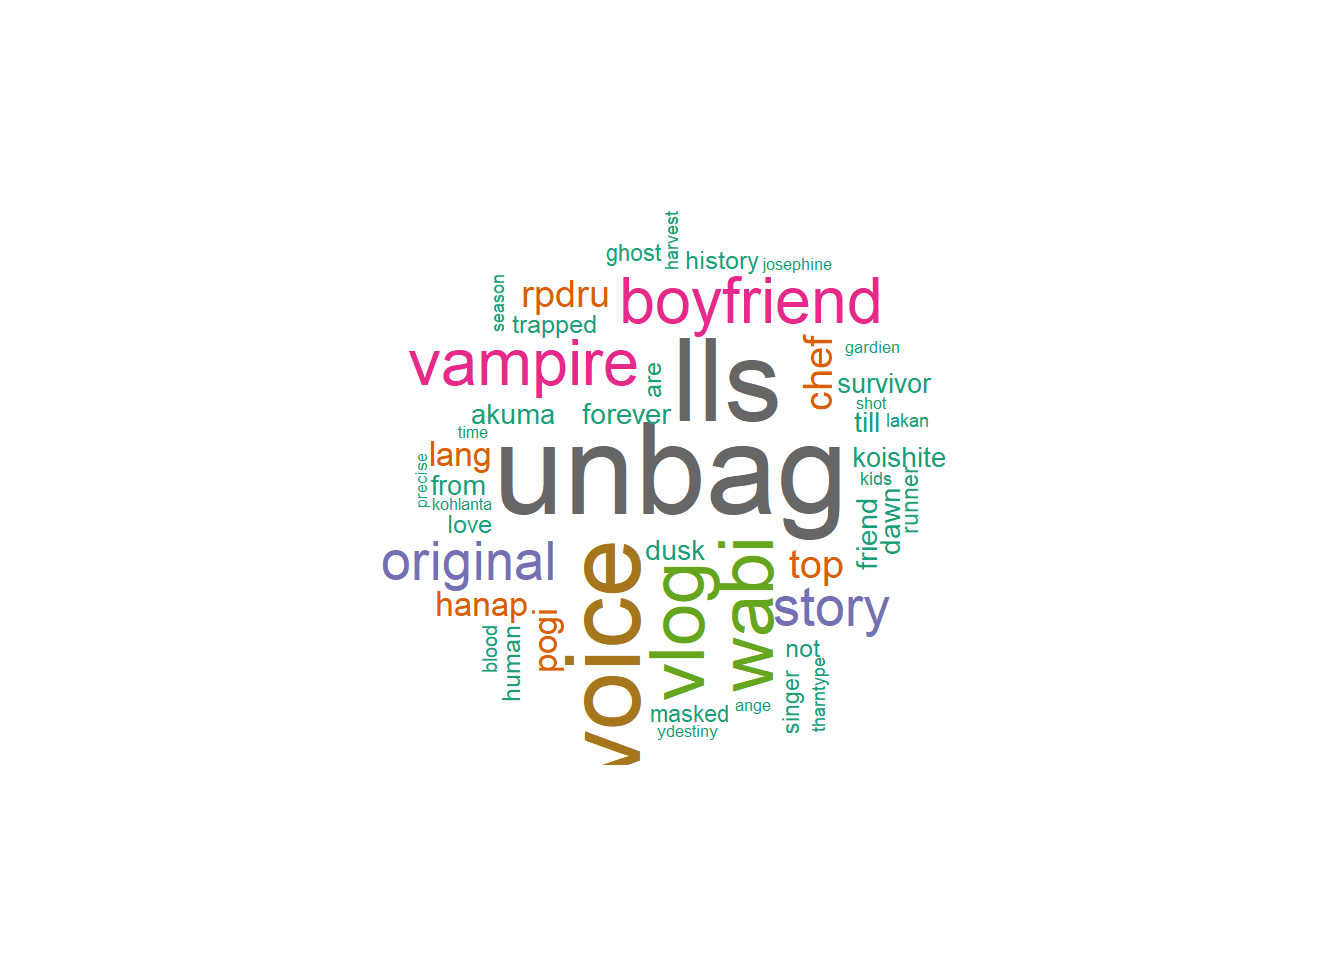 harvest
ghost
history
josephine
season
rpdru
boyfriend
trapped
vampire
are
lls
chef
gardien
survivor
shot
akuma
forever
till
lakan
time
lang
unbag
koishite
precise
from
kids
kohlanta
runner
love
friend
dawn
original
voice
dusk
vlog
wabi
top
hanap
pogi
story
blood
human
not
singer
tharntype
masked
ange
ydestiny